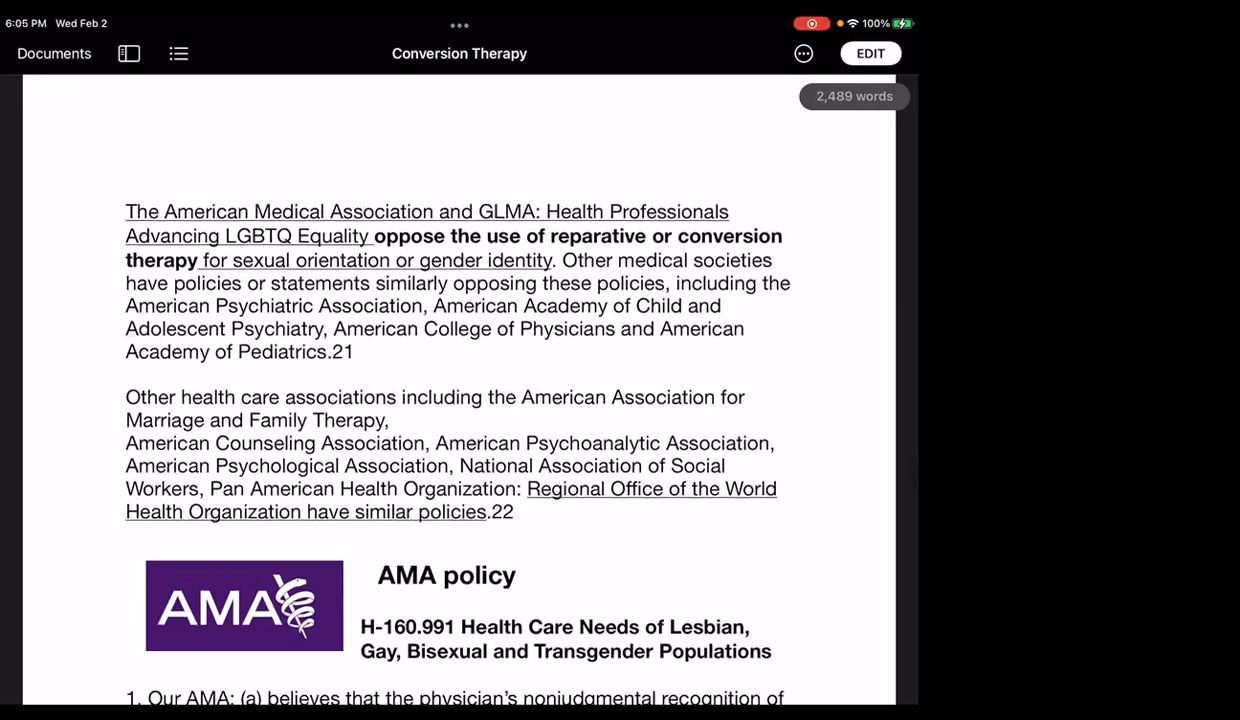 6:05 PM Wed Feb 2
100%
Documents
Conversion Therapy
EDIT
2,489 words
The American Medical Association and GLMA: Health Professionals
Advancing LGBTQ Equality oppose the use of reparative or conversion
therapy for sexual orientation or gender identity. Other medical societies
have policies or statements similarly opposing these policies, including the
American Psychiatric Association, American Academy of Child and
Adolescent Psychiatry, American College of Physicians and American
Academy of Pediatrics.21
Other health care associations including the American Association for
Marriage and Family Therapy,
American Counseling Association, American Psychoanalytic Association,
American Psychological Association, National Association of Social
Workers, Pan American Health Organization: Regional Office of the World
Health Organization have similar policies.22
AMA
AMA policy
H-160.991 Health Care Needs of Lesbian,
Gay, Bisexual and Transgender Populations
1. Our AMA: (a) believes that the physician's nonjudgmental recognition of